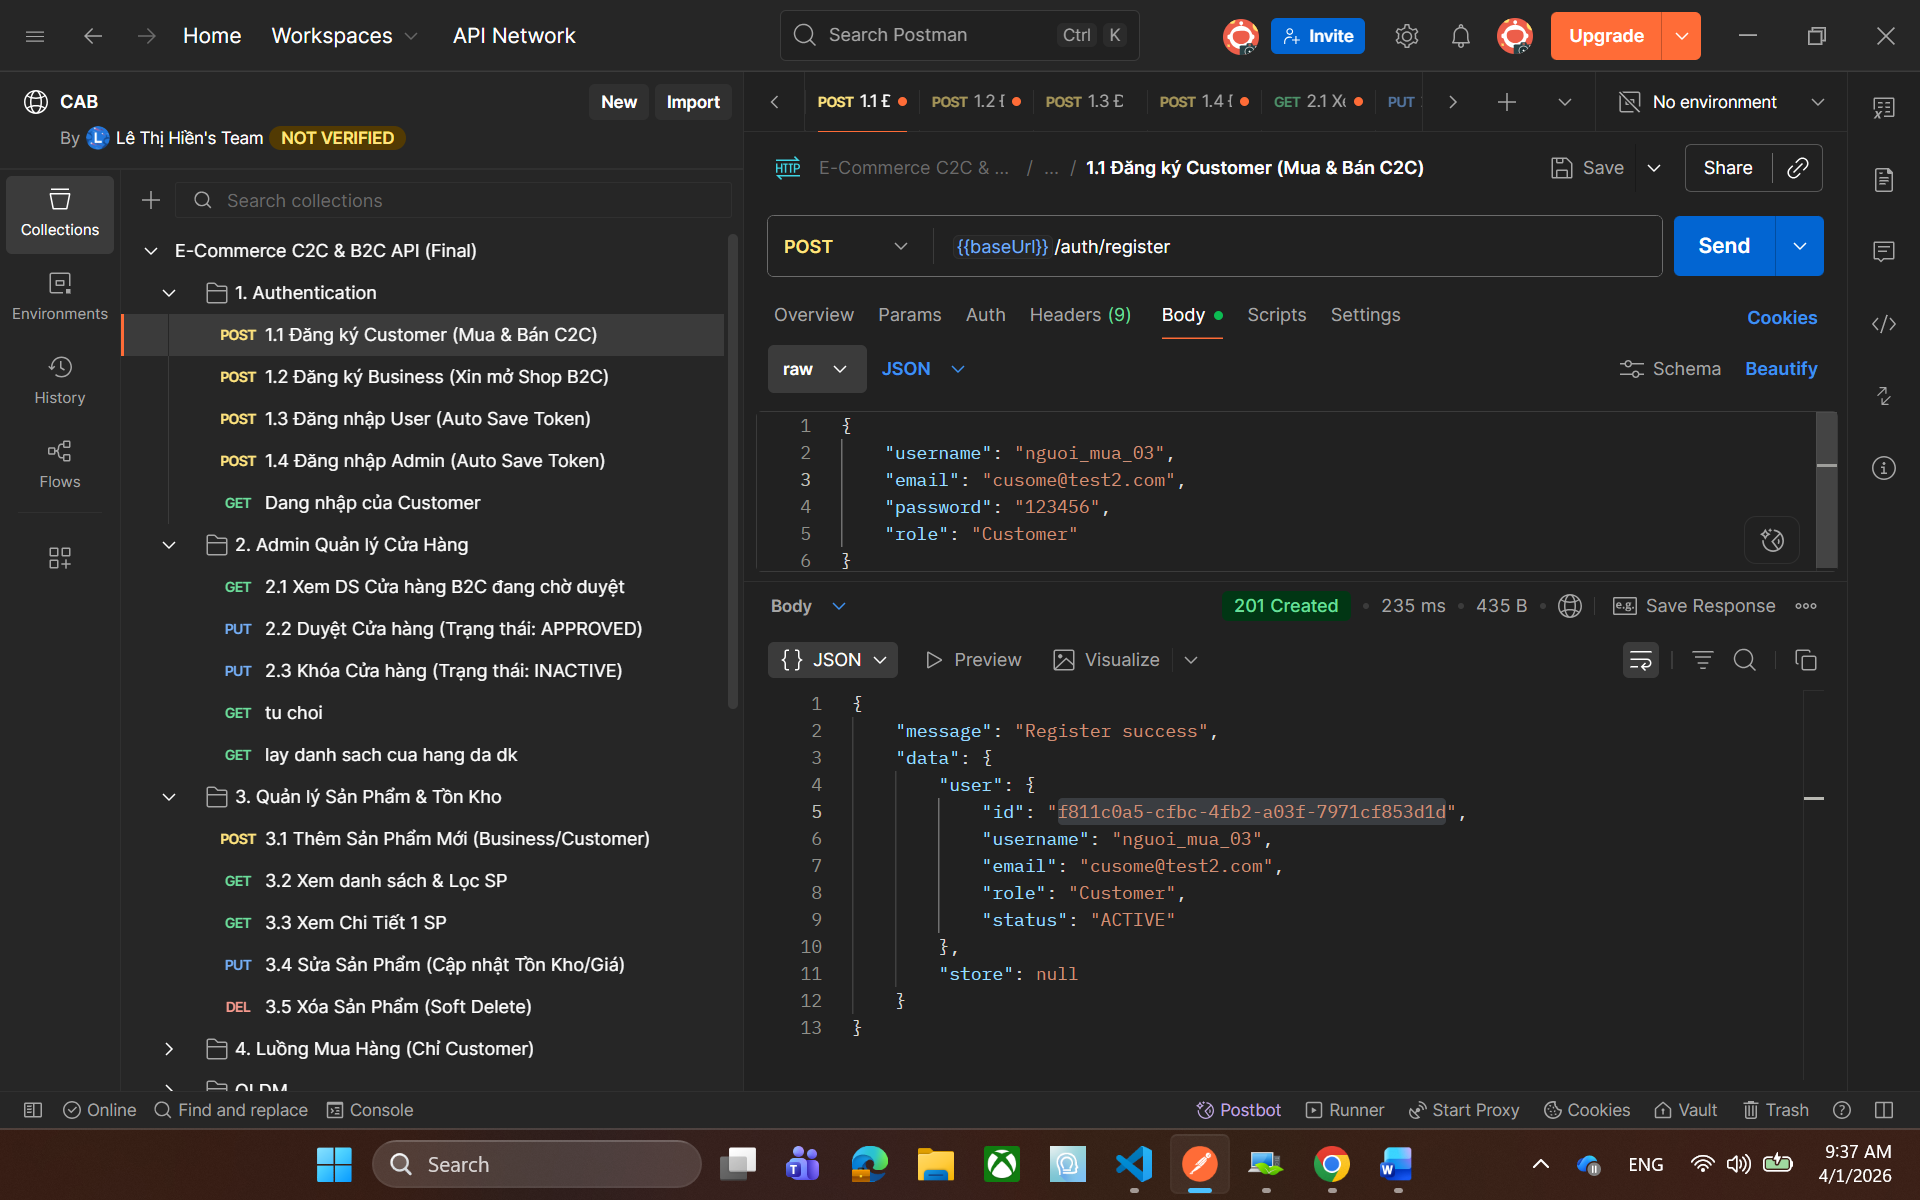 Home
Workspaces
API Network
Search Postman
Ctrl
K
Invite
Upgrade
CAB
New
Import
By L Lê Thị Hiền's Team NOT VERIFIED
Collections
Environments
History
Flows
Search collections
E-Commerce C2C & B2C API (Final)
1. Authentication
POST 1.1 Đăng ký Customer (Mua & Bán C2C)
POST 1.2 Đăng ký Business (Xin mở Shop B2C)
POST 1.3 Đăng nhập User (Auto Save Token)
POST 1.4 Đăng nhập Admin (Auto Save Token)
GET Dang nhập của Customer
2. Admin Quản lý Cửa Hàng
GET 2.1 Xem DS Cửa hàng B2C đang chờ duyệt
PUT 2.2 Duyệt Cửa hàng (Trạng thái: APPROVED)
PUT 2.3 Khóa Cửa hàng (Trạng thái: INACTIVE)
GET tu choi
GET lay danh sach cua hang da dk
3. Quản lý Sản Phẩm & Tồn Kho
POST 3.1 Thêm Sản Phẩm Mới (Business/Customer)
GET 3.2 Xem danh sách & Lọc SP
GET 3.3 Xem Chi Tiết 1 SP
PUT 3.4 Sửa Sản Phẩm (Cập nhật Tồn Kho/Giá)
DEL 3.5 Xóa Sản Phẩm (Soft Delete)
4. Luồng Mua Hàng (Chỉ Customer)
QLDM
POST 1.1 Đ
POST 1.2
POST 1.3 Đ
POST 1.4
GET 2.1 Xe
PUT
No environment
HTTP E-Commerce C2C & ... / ... / 1.1 Đăng ký Customer (Mua & Bán C2C)
Save
Share
POST
{{baseUrl}} /auth/register
Send
Overview
Params
Auth
Headers (9)
Body
Scripts
Settings
Cookies
raw
JSON
Schema
Beautify
1 {
2 "username": "nguoi_mua_03",
3 "email": "cusome@test2.com",
4 "password": "123456",
5 "role": "Customer"
6 }
Body
201 Created
235 ms
435 B
e.g. Save Response
{} JSON
Preview
Visualize
1 {
2 "message": "Register success",
3 "data": {
4 "user": {
5 "id": "f811c0a5-cfbc-4fb2-a03f-7971cf853d1d",
6 "username": "nguoi_mua_03",
7 "email": "cusome@test2.com",
8 "role": "Customer",
9 "status": "ACTIVE"
10 },
11 "store": null
12 }
13 }
Online
Find and replace
Console
Postbot
Runner
Start Proxy
Cookies
Vault
Trash
Search
ENG
9:37 AM
4/1/2026